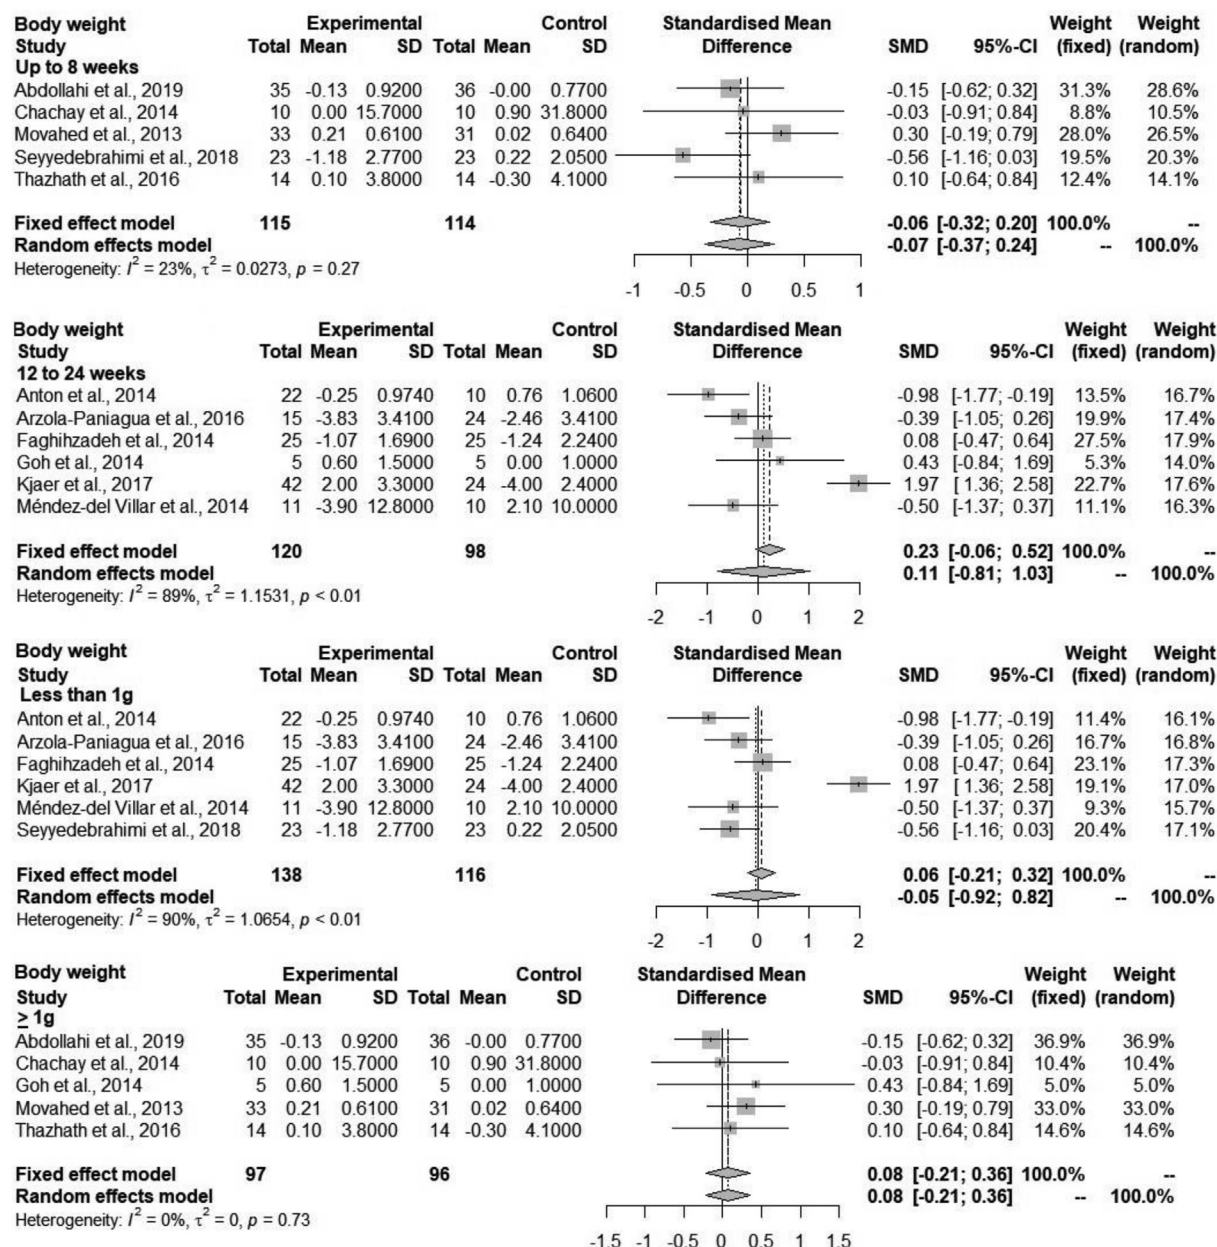 Body weight Experimental Control Standardised Mean Weight Weight
Study Total Mean SD Total Mean SD Difference SMD 95%-CI (fixed) (random)
Up to 8 weeks
Abdollahi et al., 2019 35 -0.13 0.9200 36 -0.00 0.7700 -0.15 [-0.62; 0.32] 31.3% 28.6%
Chachay et al., 2014 10 0.00 15.7000 10 0.90 31.8000 -0.03 [-0.91; 0.84] 8.8% 10.5%
Movahed et al., 2013 33 0.21 0.6100 31 0.02 0.6400 0.30 [-0.19; 0.79] 28.0% 26.5%
Seyyedebrahimi et al., 2018 23 -1.18 2.7700 23 0.22 2.0500 -0.56 [-1.16; 0.03] 19.5% 20.3%
Thazhath et al., 2016 14 0.10 3.8000 14 -0.30 4.1000 0.10 [-0.64; 0.84] 12.4% 14.1%
Fixed effect model 115 114 -0.06 [-0.32; 0.20] 100.0% --
Random effects model -0.07 [-0.37; 0.24] -- 100.0%
Heterogeneity: I² = 23%, τ² = 0.0273, p = 0.27
-1 -0.5 0 0.5 1
Body weight Experimental Control Standardised Mean Weight Weight
Study Total Mean SD Total Mean SD Difference SMD 95%-CI (fixed) (random)
12 to 24 weeks
Anton et al., 2014 22 -0.25 0.9740 10 0.76 1.0600 -0.98 [-1.77; -0.19] 13.5% 16.7%
Arzola-Paniagua et al., 2016 15 -3.83 3.4100 24 -2.46 3.4100 -0.39 [-1.05; 0.26] 19.9% 17.4%
Faghihzadeh et al., 2014 25 -1.07 1.6900 25 -1.24 2.2400 0.08 [-0.47; 0.64] 27.5% 17.9%
Goh et al., 2014 5 0.60 1.5000 5 0.00 1.0000 0.43 [-0.84; 1.69] 5.3% 14.0%
Kjaer et al., 2017 42 2.00 3.3000 24 -4.00 2.4000 1.97 [ 1.36; 2.58] 22.7% 17.6%
Méndez-del Villar et al., 2014 11 -3.90 12.8000 10 2.10 10.0000 -0.50 [-1.37; 0.37] 11.1% 16.3%
Fixed effect model 120 98 0.23 [-0.06; 0.52] 100.0% --
Random effects model 0.11 [-0.81; 1.03] -- 100.0%
Heterogeneity: I² = 89%, τ² = 1.1531, p < 0.01
-2 -1 0 1 2
Body weight Experimental Control Standardised Mean Weight Weight
Study Total Mean SD Total Mean SD Difference SMD 95%-CI (fixed) (random)
Less than 1g
Anton et al., 2014 22 -0.25 0.9740 10 0.76 1.0600 -0.98 [-1.77; -0.19] 11.4% 16.1%
Arzola-Paniagua et al., 2016 15 -3.83 3.4100 24 -2.46 3.4100 -0.39 [-1.05; 0.26] 16.7% 16.8%
Faghihzadeh et al., 2014 25 -1.07 1.6900 25 -1.24 2.2400 0.08 [-0.47; 0.64] 23.1% 17.3%
Kjaer et al., 2017 42 2.00 3.3000 24 -4.00 2.4000 1.97 [ 1.36; 2.58] 19.1% 17.0%
Méndez-del Villar et al., 2014 11 -3.90 12.8000 10 2.10 10.0000 -0.50 [-1.37; 0.37] 9.3% 15.7%
Seyyedebrahimi et al., 2018 23 -1.18 2.7700 23 0.22 2.0500 -0.56 [-1.16; 0.03] 20.4% 17.1%
Fixed effect model 138 116 0.06 [-0.21; 0.32] 100.0% --
Random effects model -0.05 [-0.92; 0.82] -- 100.0%
Heterogeneity: I² = 90%, τ² = 1.0654, p < 0.01
-2 -1 0 1 2
Body weight Experimental Control Standardised Mean Weight Weight
Study Total Mean SD Total Mean SD Difference SMD 95%-CI (fixed) (random)
≥ 1g
Abdollahi et al., 2019 35 -0.13 0.9200 36 -0.00 0.7700 -0.15 [-0.62; 0.32] 36.9% 36.9%
Chachay et al., 2014 10 0.00 15.7000 10 0.90 31.8000 -0.03 [-0.91; 0.84] 10.4% 10.4%
Goh et al., 2014 5 0.60 1.5000 5 0.00 1.0000 0.43 [-0.84; 1.69] 5.0% 5.0%
Movahed et al., 2013 33 0.21 0.6100 31 0.02 0.6400 0.30 [-0.19; 0.79] 33.0% 33.0%
Thazhath et al., 2016 14 0.10 3.8000 14 -0.30 4.1000 0.10 [-0.64; 0.84] 14.6% 14.6%
Fixed effect model 97 96 0.08 [-0.21; 0.36] 100.0% --
Random effects model 0.08 [-0.21; 0.36] -- 100.0%
Heterogeneity: I² = 0%, τ² = 0, p = 0.73
-1.5 -1 -0.5 0 0.5 1 1.5